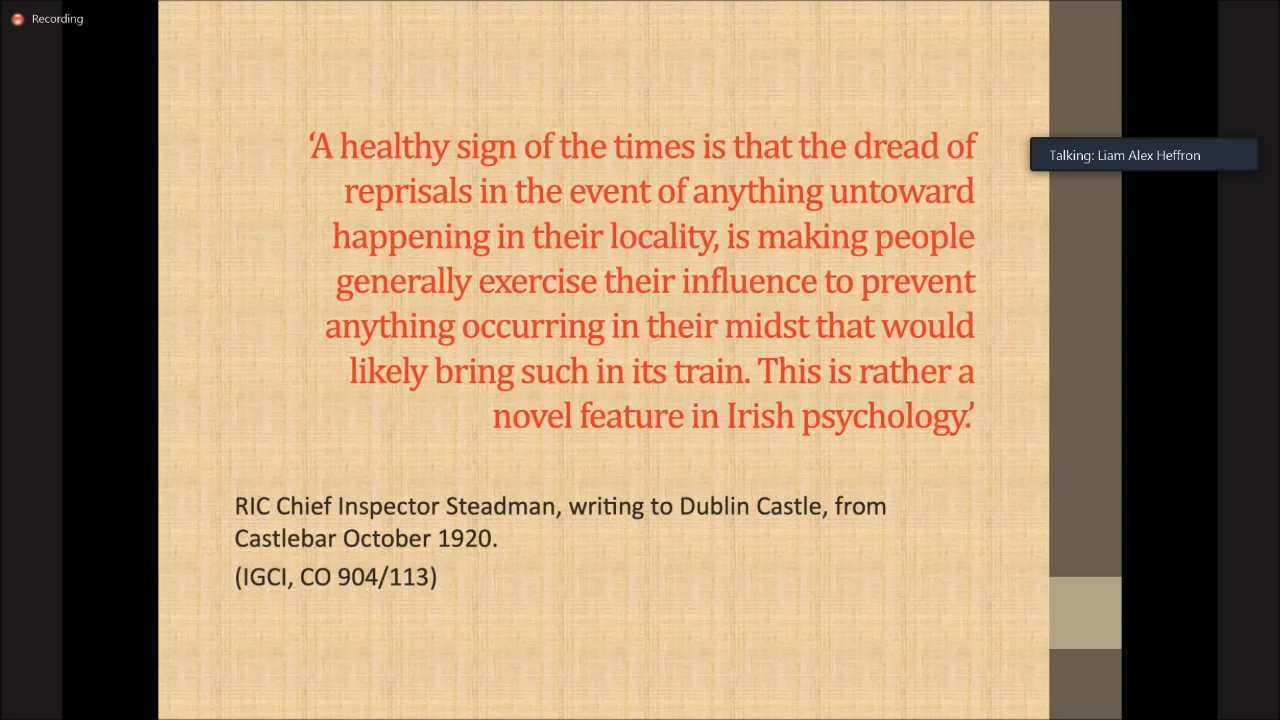 Recording
‘A healthy sign of the times is that the dread of
reprisals in the event of anything untoward
happening in their locality, is making people
generally exercise their influence to prevent
anything occurring in their midst that would
likely bring such in its train. This is rather a
novel feature in Irish psychology.’
Talking: Liam Alex Heffron
RIC Chief Inspector Steadman, writing to Dublin Castle, from
Castlebar October 1920.
(IGCI, CO 904/113)